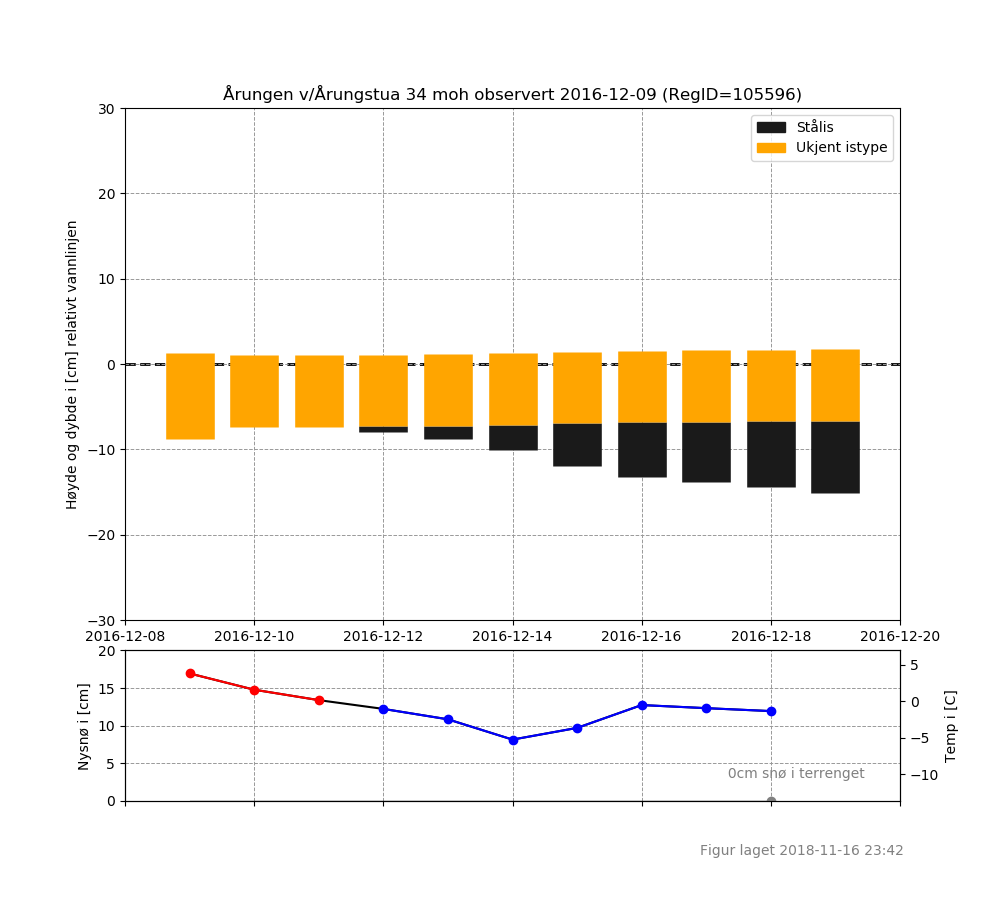 Årungen v/Årungstua 34 moh observert 2016-12-09 (RegID=105596)
Stålis
Ukjent istype
Høyde og dybde i [cm] relativt vannlinjen
30
20
10
0
−10
−20
−30
2016-12-08 2016-12-10 2016-12-12 2016-12-14 2016-12-16 2016-12-18 2016-12-20
Nysnø i [cm]
20
15
10
5
0
5
0
−5
−10
Temp i [C]
0cm snø i terrenget
Figur laget 2018-11-16 23:42